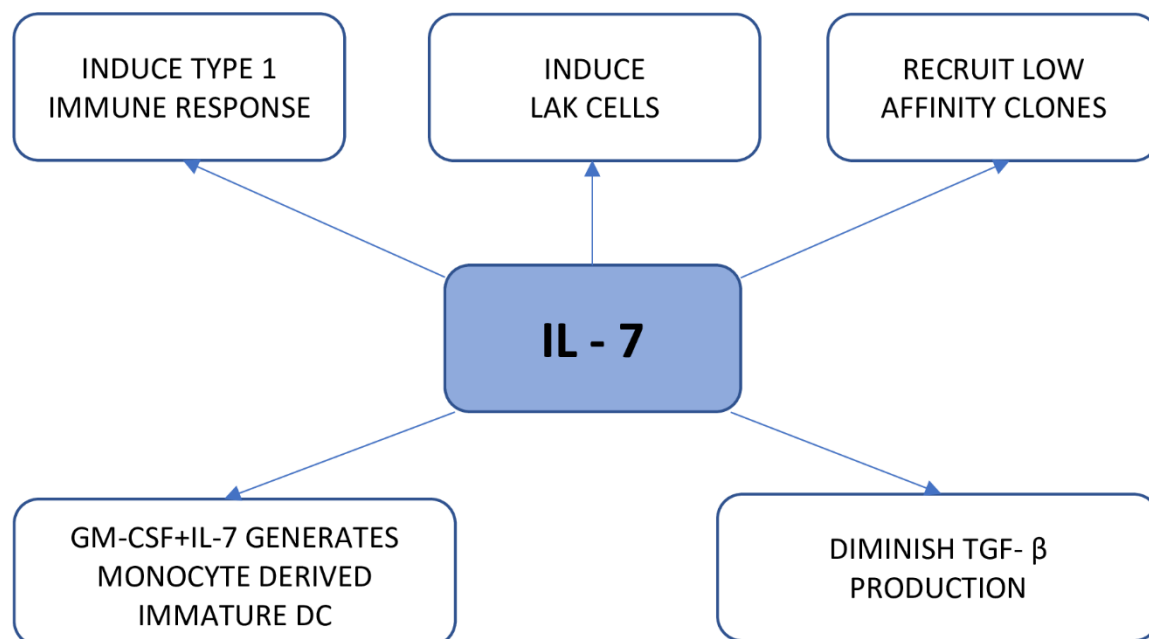 INDUCE TYPE 1
IMMUNE RESPONSE
INDUCE
LAK CELLS
RECRUIT LOW
AFFINITY CLONES
IL - 7
GM-CSF+IL-7 GENERATES
MONOCYTE DERIVED
IMMATURE DC
DIMINISH TGF- β
PRODUCTION